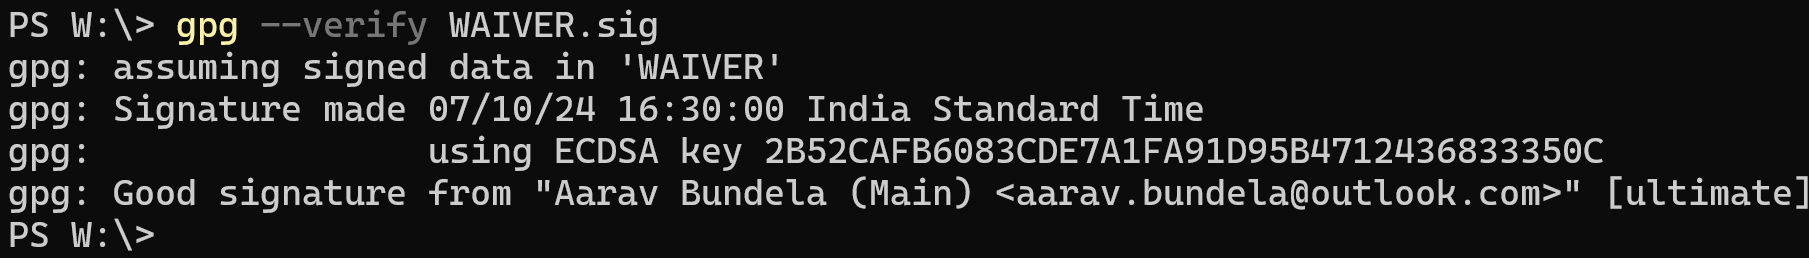 PS W:\> gpg --verify WAIVER.sig
gpg: assuming signed data in 'WAIVER'
gpg: Signature made 07/10/24 16:30:00 India Standard Time
gpg:                using ECDSA key 2B52CAFB6083CDE7A1FA91D95B4712436833350C
gpg: Good signature from "Aarav Bundela (Main) <aarav.bundela@outlook.com>" [ultimate]
PS W:\>